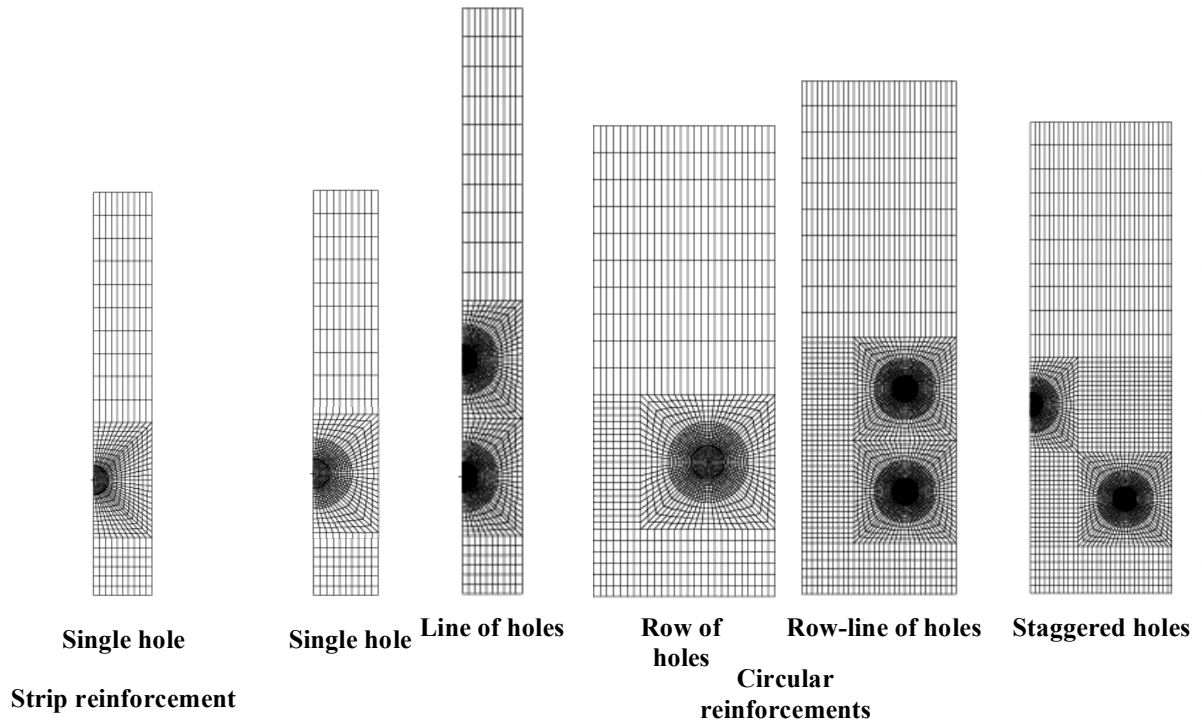 Single hole
Single hole
Line of holes
Row of
holes
Row-line of holes
Staggered holes
Strip reinforcement
Circular
reinforcements